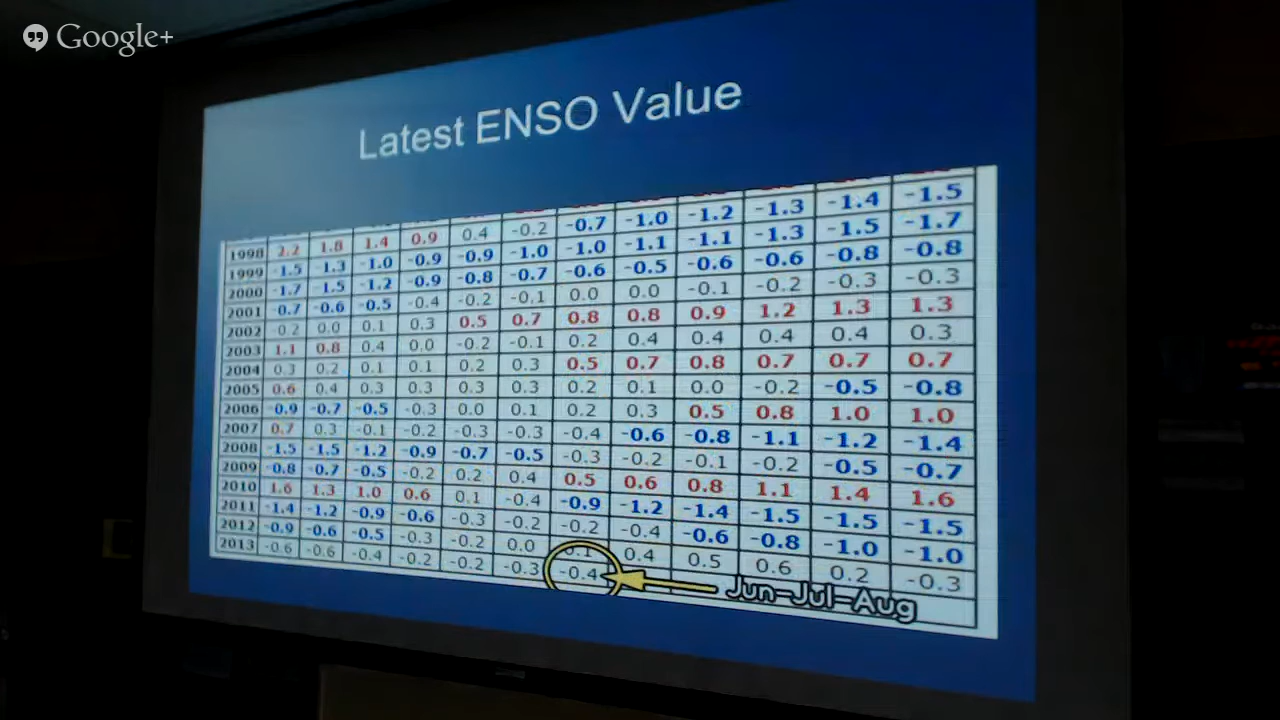 Google+
Latest ENSO Value
1998 2.2 1.8 1.4 0.9 0.4 -0.2 -0.7 -1.0 -1.2 -1.3 -1.4 -1.5
1999 -1.5 -1.3 -1.0 -0.9 -0.9 -1.0 -1.0 -1.1 -1.1 -1.3 -1.5 -1.7
2000 -1.7 -1.5 -1.2 -0.9 -0.8 -0.7 -0.6 -0.5 -0.6 -0.6 -0.8 -0.8
2001 -0.7 -0.6 -0.5 -0.4 -0.2 -0.1 0.0 0.0 -0.1 -0.2 -0.3 -0.3
2002 -0.2 0.0 0.1 0.3 0.5 0.7 0.8 0.8 0.9 1.2 1.3 1.3
2003 1.1 0.8 0.4 0.0 -0.2 -0.1 0.2 0.4 0.4 0.4 0.4 0.3
2004 0.3 0.2 0.1 0.1 0.2 0.3 0.5 0.7 0.8 0.7 0.7 0.7
2005 0.6 0.4 0.3 0.3 0.3 0.3 0.2 0.1 0.0 -0.2 -0.5 -0.8
2006 -0.9 -0.7 -0.5 -0.3 0.0 0.1 0.2 0.3 0.5 0.8 1.0 1.0
2007 0.7 0.3 -0.1 -0.2 -0.3 -0.3 -0.4 -0.6 -0.8 -1.1 -1.2 -1.4
2008 -1.5 -1.5 -1.2 -0.9 -0.7 -0.5 -0.3 -0.2 -0.1 -0.2 -0.5 -0.7
2009 -0.8 -0.7 -0.5 -0.2 0.2 0.4 0.5 0.6 0.8 1.1 1.4 1.6
2010 1.6 1.3 1.0 0.6 0.1 -0.4 -0.9 -1.2 -1.4 -1.5 -1.5 -1.5
2011 -1.4 -1.2 -0.9 -0.6 -0.3 -0.2 -0.2 -0.4 -0.6 -0.8 -1.0 -1.0
2012 -0.9 -0.6 -0.5 -0.3 -0.2 0.0 0.1 0.4 0.5 0.6 0.2 -0.3
2013 -0.6 -0.6 -0.4 -0.2 -0.2 -0.3 -0.4
Jun-Jul-Aug